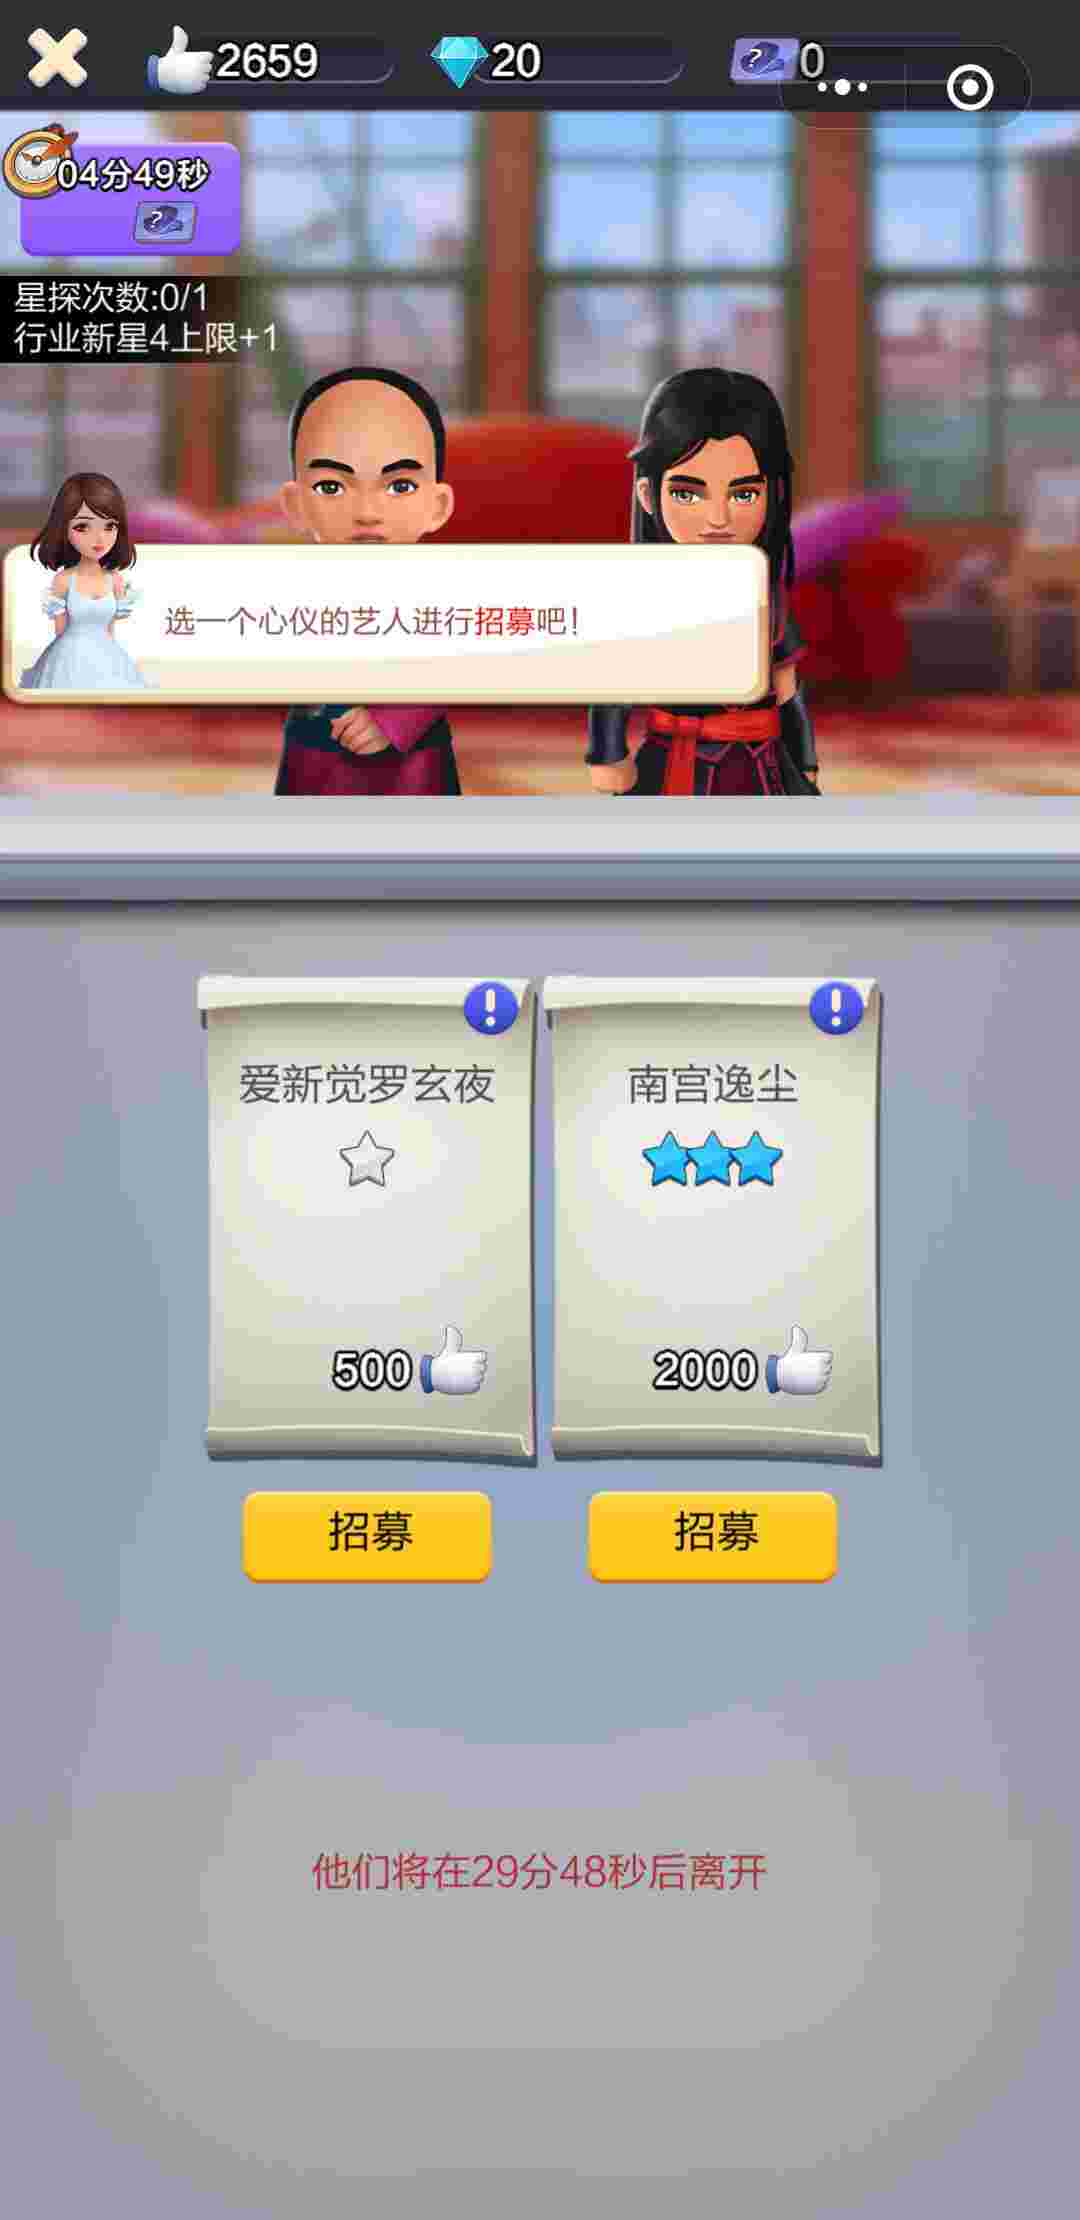 2659
20
0
04分49秒
星探次数:0/1
行业新星4上限+1
选一个心仪的艺人进行招募吧！
爱新觉罗玄夜
南宫逸尘
500
2000
招募
招募
他们将在29分48秒后离开